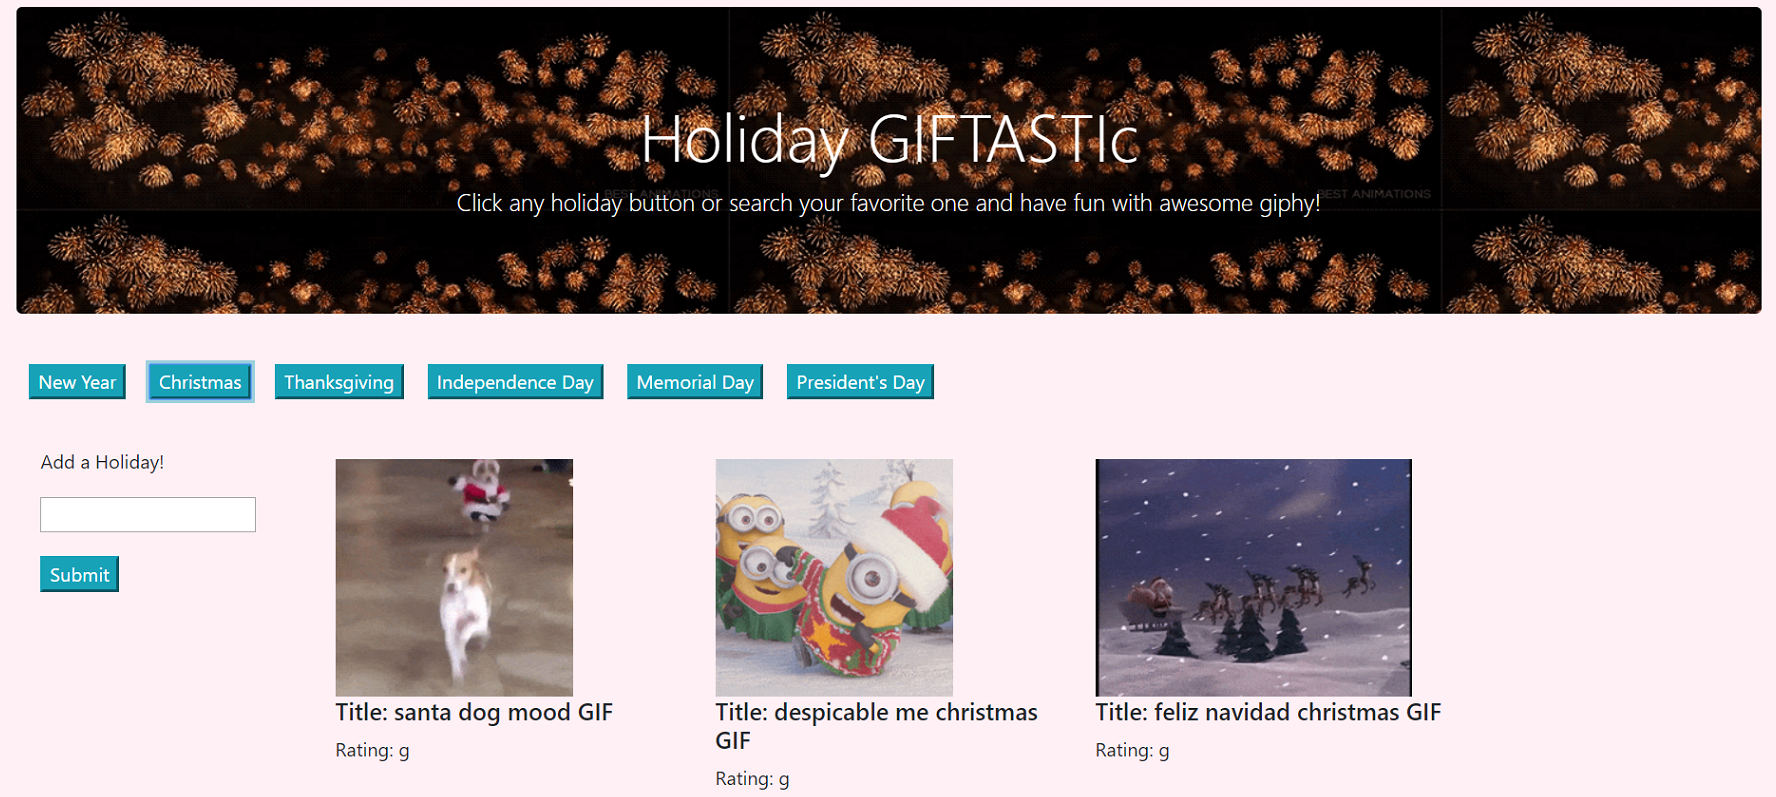 Holiday GIFTASTIc
BEST ANIMATIONS
BEST ANIMATIONS
Click any holiday button or search your favorite one and have fun with awesome giphy!
New Year
Christmas
Thanksgiving
Independence Day
Memorial Day
President's Day
Add a Holiday!
Submit
Title: santa dog mood GIF
Rating: g
Title: despicable me christmas
GIF
Rating: g
Title: feliz navidad christmas GIF
Rating: g